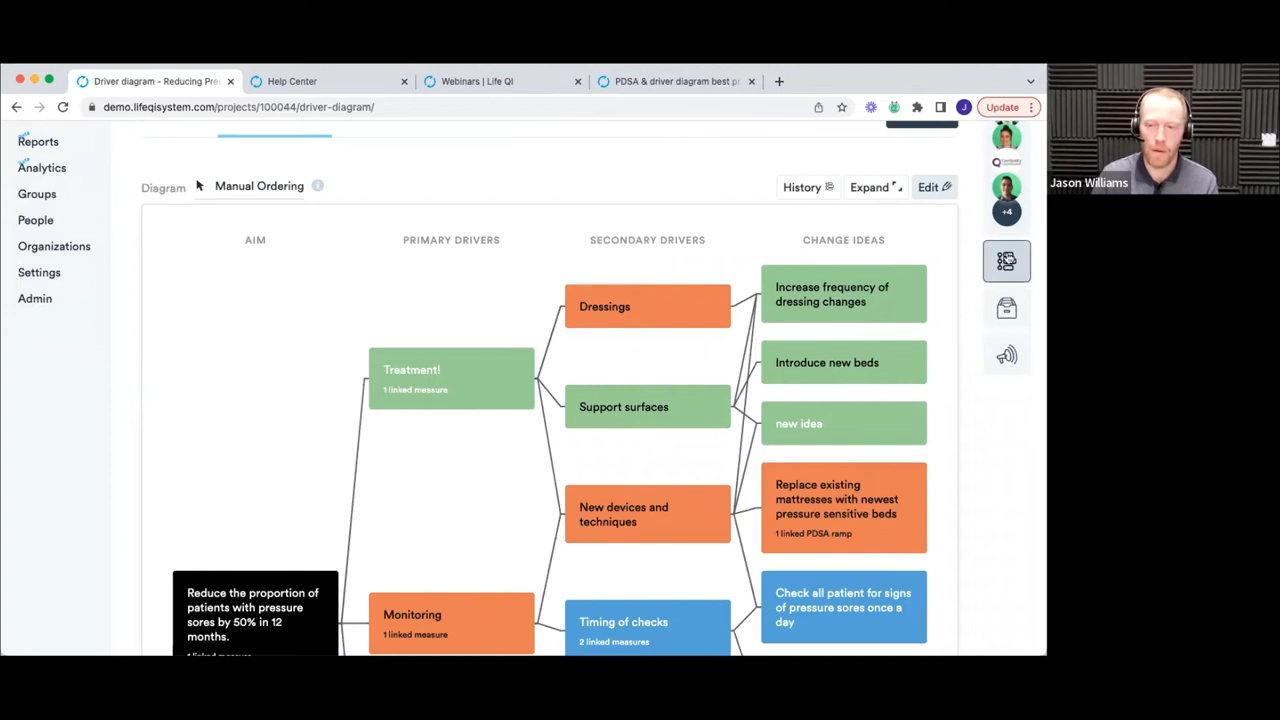 Driver diagram - Reducing Pre
Help Center
Webinars | Life QI
PDSA & driver diagram best pr
demo.lifeqisystem.com/projects/100044/driver-diagram/
J
Update
Reports
Analytics
Groups
People
Organizations
Settings
Admin
Diagram
Manual Ordering
History
Expand
Edit
AIM
PRIMARY DRIVERS
SECONDARY DRIVERS
CHANGE IDEAS
Reduce the proportion of
patients with pressure
sores by 50% in 12
months.
1 linked measure
Treatment!
1 linked measure
Monitoring
1 linked measure
Dressings
Support surfaces
New devices and
techniques
Timing of checks
2 linked measures
Increase frequency of
dressing changes
Introduce new beds
new idea
Replace existing
mattresses with newest
pressure sensitive beds
1 linked PDSA ramp
Check all patient for signs
of pressure sores once a
day
+4
Jason Williams